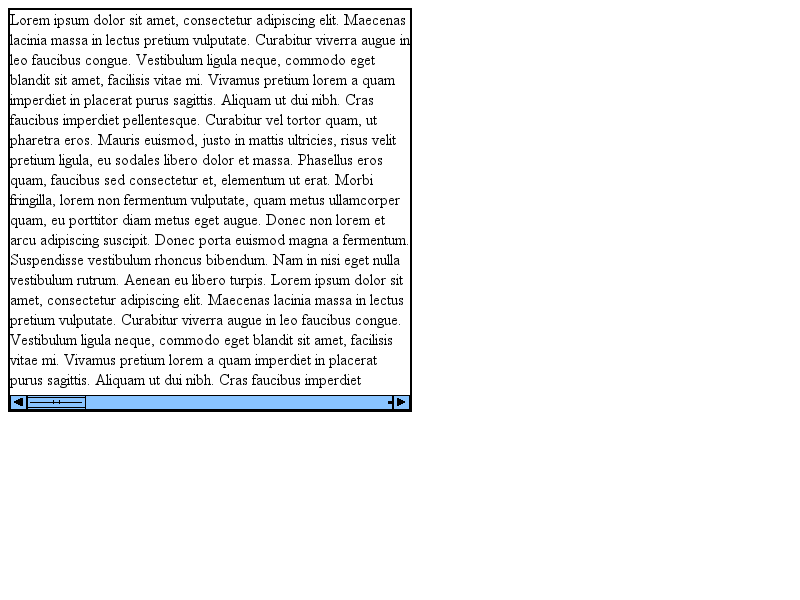 Lorem ipsum dolor sit amet, consectetur adipiscing elit. Maecenas
lacinia massa in lectus pretium vulputate. Curabitur viverra augue in
leo faucibus congue. Vestibulum ligula neque, commodo eget
blandit sit amet, facilisis vitae mi. Vivamus pretium lorem a quam
imperdiet in placerat purus sagittis. Aliquam ut dui nibh. Cras
faucibus imperdiet pellentesque. Curabitur vel tortor quam, ut
pharetra eros. Mauris euismod, justo in mattis ultricies, risus velit
pretium ligula, eu sodales libero dolor et massa. Phasellus eros
quam, faucibus sed consectetur et, elementum ut erat. Morbi
fringilla, lorem non fermentum vulputate, quam metus ullamcorper
quam, eu porttitor diam metus eget augue. Donec non lorem et
arcu adipiscing suscipit. Donec porta euismod magna a fermentum.
Suspendisse vestibulum rhoncus bibendum. Nam in nisi eget nulla
vestibulum rutrum. Aenean eu libero turpis. Lorem ipsum dolor sit
amet, consectetur adipiscing elit. Maecenas lacinia massa in lectus
pretium vulputate. Curabitur viverra augue in leo faucibus congue.
Vestibulum ligula neque, commodo eget blandit sit amet, facilisis
vitae mi. Vivamus pretium lorem a quam imperdiet in placerat
purus sagittis. Aliquam ut dui nibh. Cras faucibus imperdiet